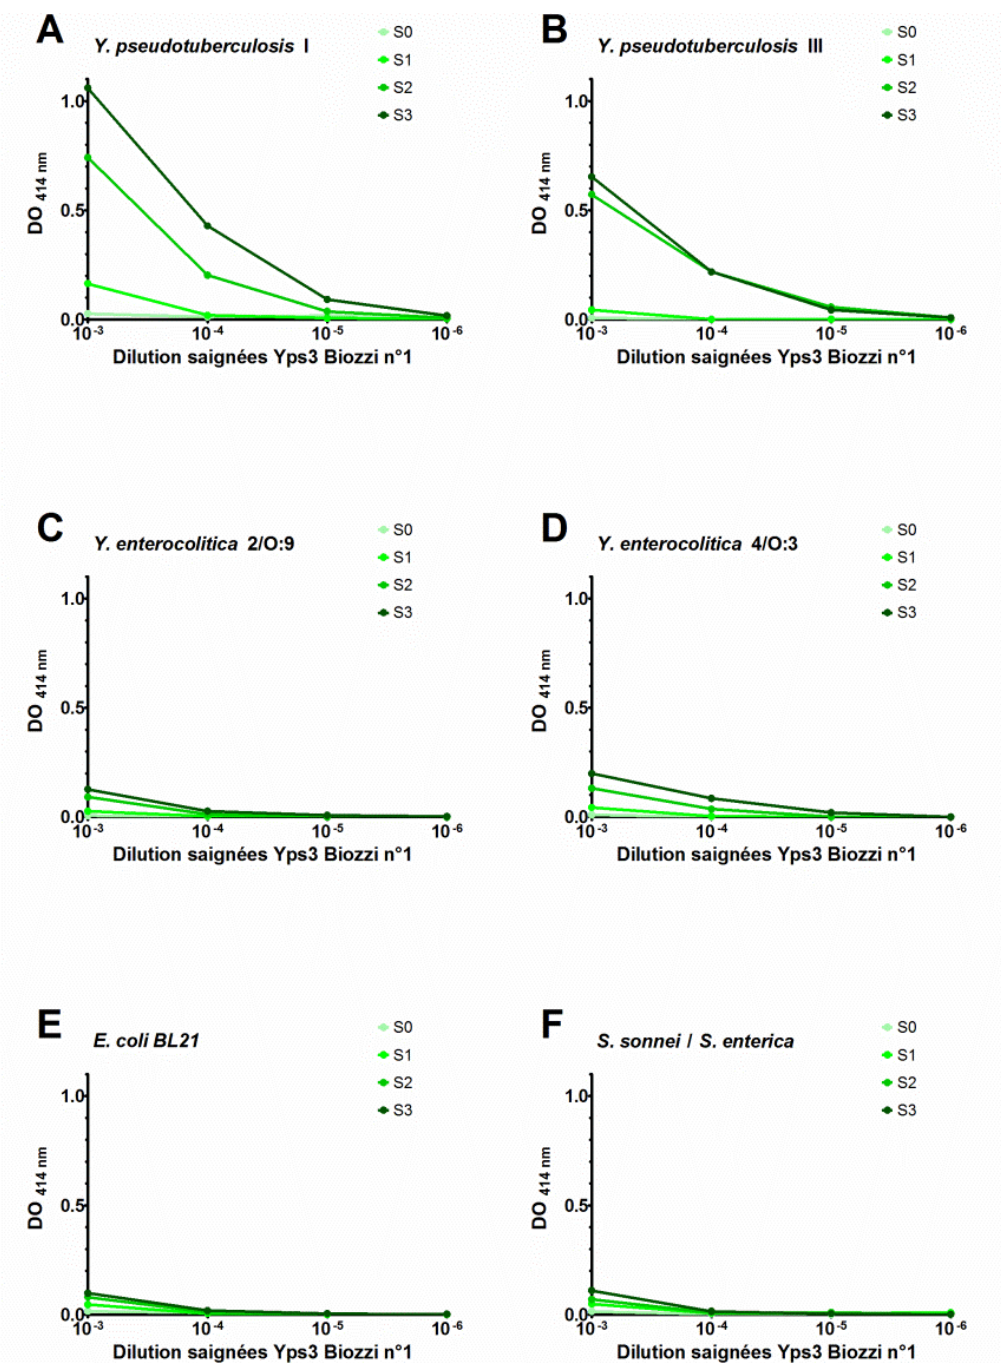 A
Y. pseudotuberculosis I
S0
S1
S2
S3
1.0
0.5
0.0
DO 414 nm
10-3
10-4
10-5
10-6
Dilution saignées Yps3 Biozzi n°1
B
Y. pseudotuberculosis III
S0
S1
S2
S3
1.0
0.5
0.0
DO 414 nm
10-3
10-4
10-5
10-6
Dilution saignées Yps3 Biozzi n°1
C
Y. enterocolitica 2/O:9
S0
S1
S2
S3
1.0
0.5
0.0
DO 414 nm
10-3
10-4
10-5
10-6
Dilution saignées Yps3 Biozzi n°1
D
Y. enterocolitica 4/O:3
S0
S1
S2
S3
1.0
0.5
0.0
DO 414 nm
10-3
10-4
10-5
10-6
Dilution saignées Yps3 Biozzi n°1
E
E. coli BL21
S0
S1
S2
S3
1.0
0.5
0.0
DO 414 nm
10-3
10-4
10-5
10-6
Dilution saignées Yps3 Biozzi n°1
F
S. sonnei / S. enterica
S0
S1
S2
S3
1.0
0.5
0.0
DO 414 nm
10-3
10-4
10-5
10-6
Dilution saignées Yps3 Biozzi n°1